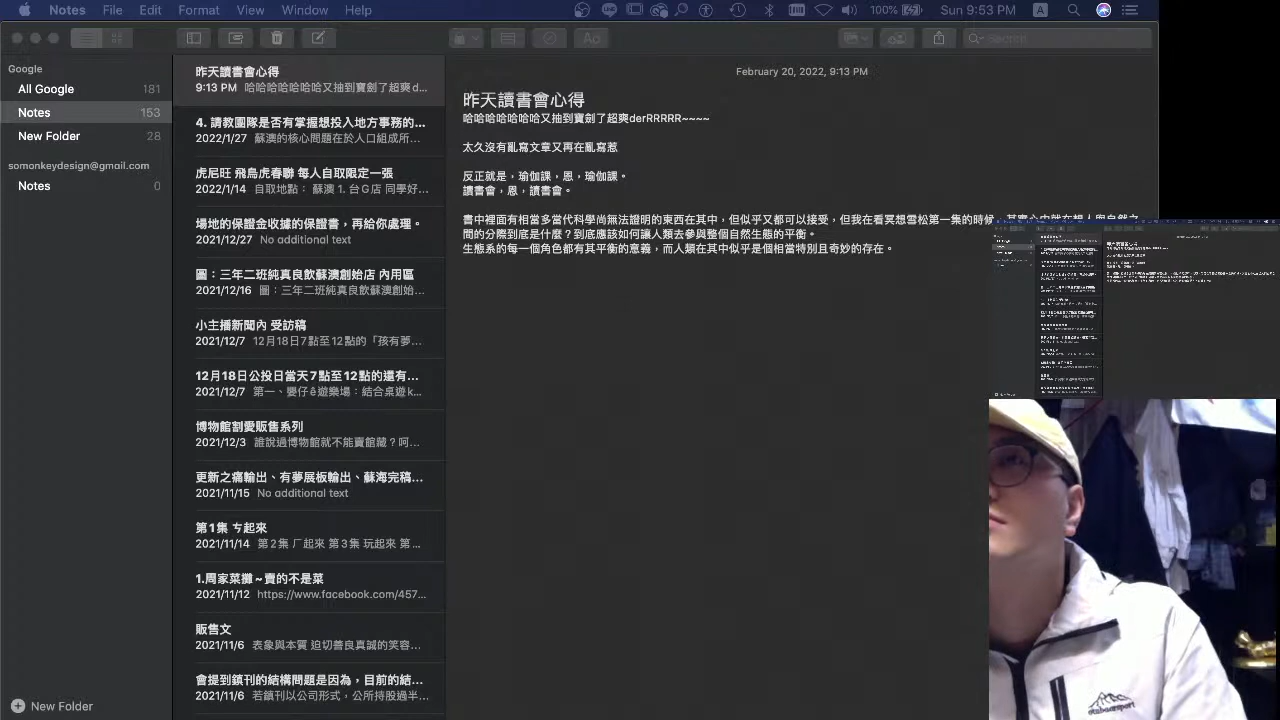 Notes File Edit Format View Window Help
100% Sun 9:53 PM A
Google
All Google 181
Notes 153
New Folder 28
somonkeydesign@gmail.com
Notes 0
New Folder
昨天讀書會心得
9:13 PM 哈哈哈哈哈哈哈又抽到寶劍了超爽d…
4. 請教團隊是否有掌握想投入地方事務的…
2022/1/27 蘇澳的核心問題在於人口組成所…
虎尼旺 飛鳥虎春聯 每人自取限定一張
2022/1/14 自取地點： 蘇澳 1. 台Ｇ店 同學好…
場地的保證金收據的保證書，再給你處理。
2021/12/27 No additional text
圖：三年二班純真的冰 澳創始店 內用區
2021/12/16 圖：三年二班純真的冰 蘇澳創始…
小主播新聞內 受訪稿
2021/12/7 12月18日7點至12點的「孩有夢…
12月18日公投日當天7點至12點的還有…
2021/12/7 第一、要仔ㄍ遊樂場：結合桌遊 k…
博物館割愛販售系列
2021/12/3 誰說過博物館就不能賣館藏？呵…
更新之痛輸出、有夢展板輸出、蘇海完稿…
2021/11/15 No additional text
第1集 ㄘ起來
2021/11/14 第２集 ㄏ起來 第３集 玩起來 第…
1.周家菜攤～賣的不是菜
2021/11/12 https://www.facebook.com/457…
販售文
2021/11/6 表象與本質 迫切善良真誠的笑容…
會提到鎮刊的結構問題是因為，目前的結…
2021/11/6 若鎮刊以公司形式，公所持股過半…
Aa
February 20, 2022, 9:13 PM
昨天讀書會心得
哈哈哈哈哈哈哈又抽到寶劍了超爽derRRRRR~~~~
太久沒有亂寫文章又再在亂寫惹
反正就是，瑜伽課，恩，瑜伽課。
讀書會，恩，讀書會。
書中裡面有相當多當代科學尚無法證明的東西在其中，但似乎又都可以接受，但我在看冥想雪松第一集的時候
間的分際到底是什麼？到底應該如何讓人類去參與整個自然生態的平衡。
生態系的每一個角色都有其平衡的意義，而人類在其中似乎是個相當特別且奇妙的存在。